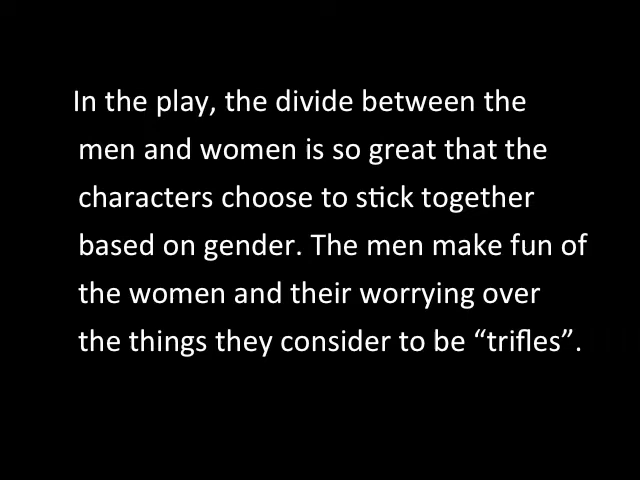 In the play, the divide between the
men and women is so great that the
characters choose to stick together
based on gender. The men make fun of
the women and their worrying over
the things they consider to be “trifles”.